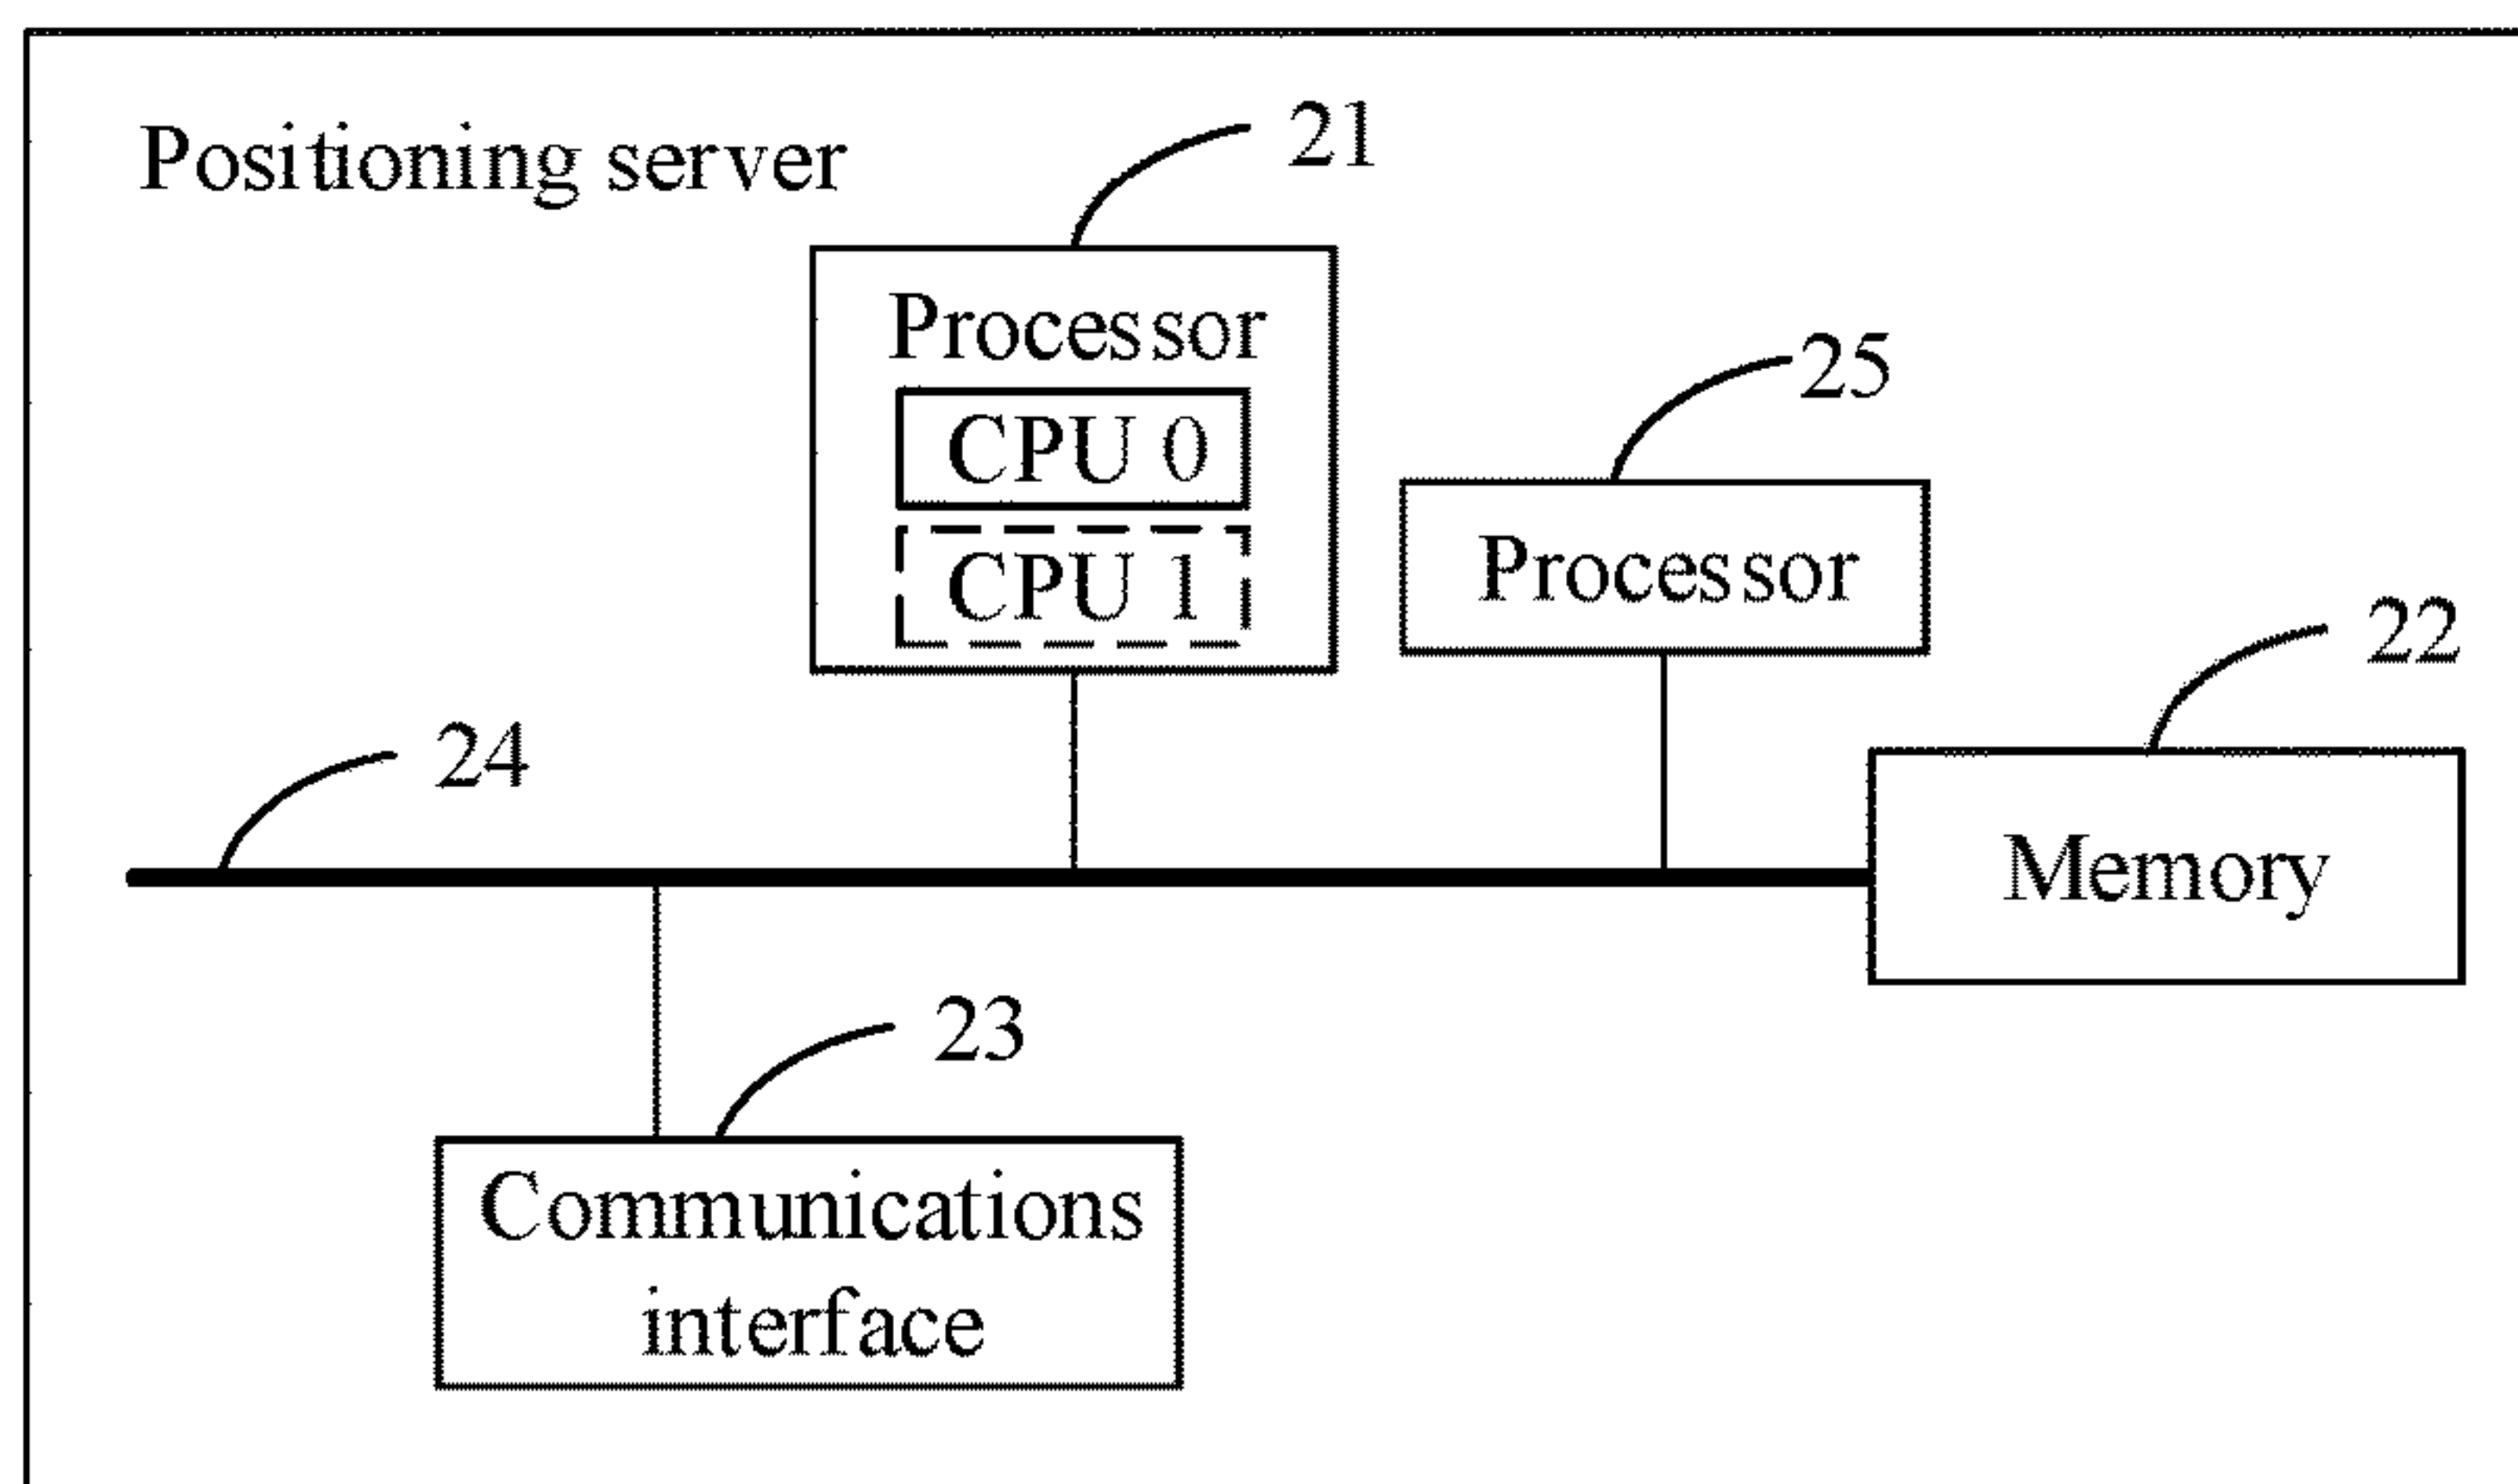 Positioning server
21
Processor
CPU 0
CPU 1
25
Processor
22
Memory
24
23
Communications
interface